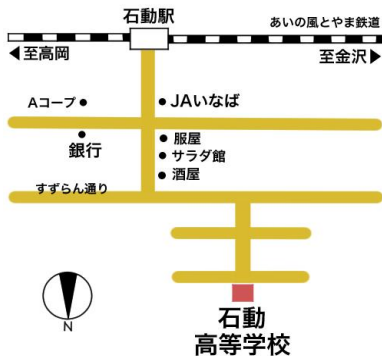 石動駅
あいの風とやま鉄道
至高岡
至金沢
Aコープ
JAいなば
銀行
服屋
サラダ館
酒屋
すずらん通り
N
石動
高等学校